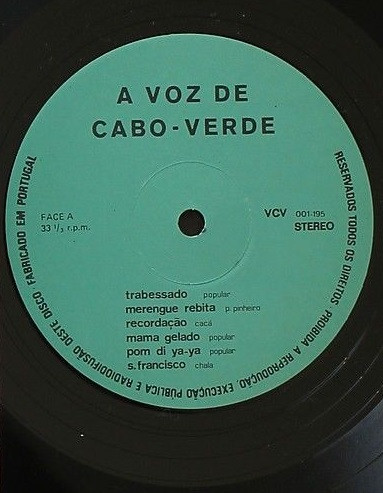 A VOZ DE
CABO-VERDE
FACE A
33 1/3 r.p.m.
VCV 001-195
STEREO
trabessado popular
merengue rebita p. pinheiro
recordação cacá
mama gelado popular
pom di ya-ya popular
s.francisco chala
RESERVADOS TODOS OS DIREITOS PROIBIDA A REPRODUÇÃO, EXECUÇÃO PÚBLICA E RADIODIFUSÃO DESTE DISCO FABRICADO EM PORTUGAL